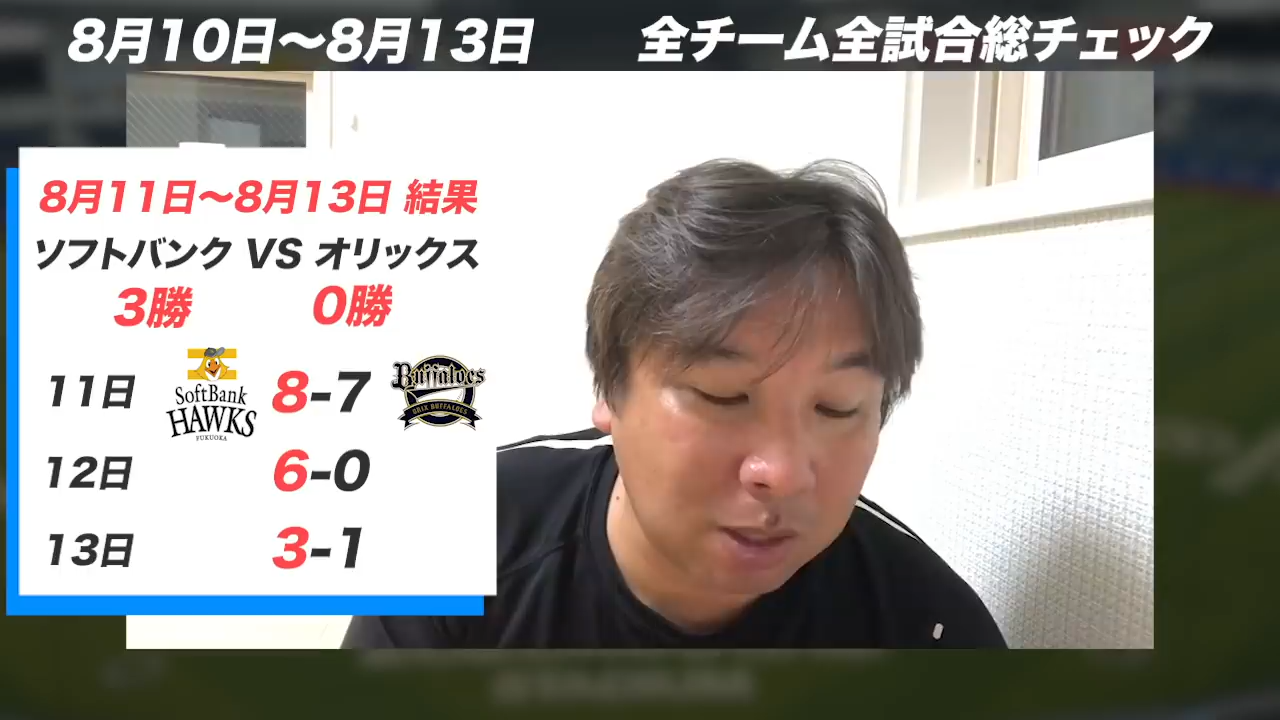 8月10日〜8月13日 全チーム全試合総チェック
8月11日〜8月13日 結果
ソフトバンク VS オリックス
3勝 0勝
11日 SoftBank HAWKS FUKUOKA 8-7 Buffaloes ORIX BUFFALOES
12日 6-0
13日 3-1